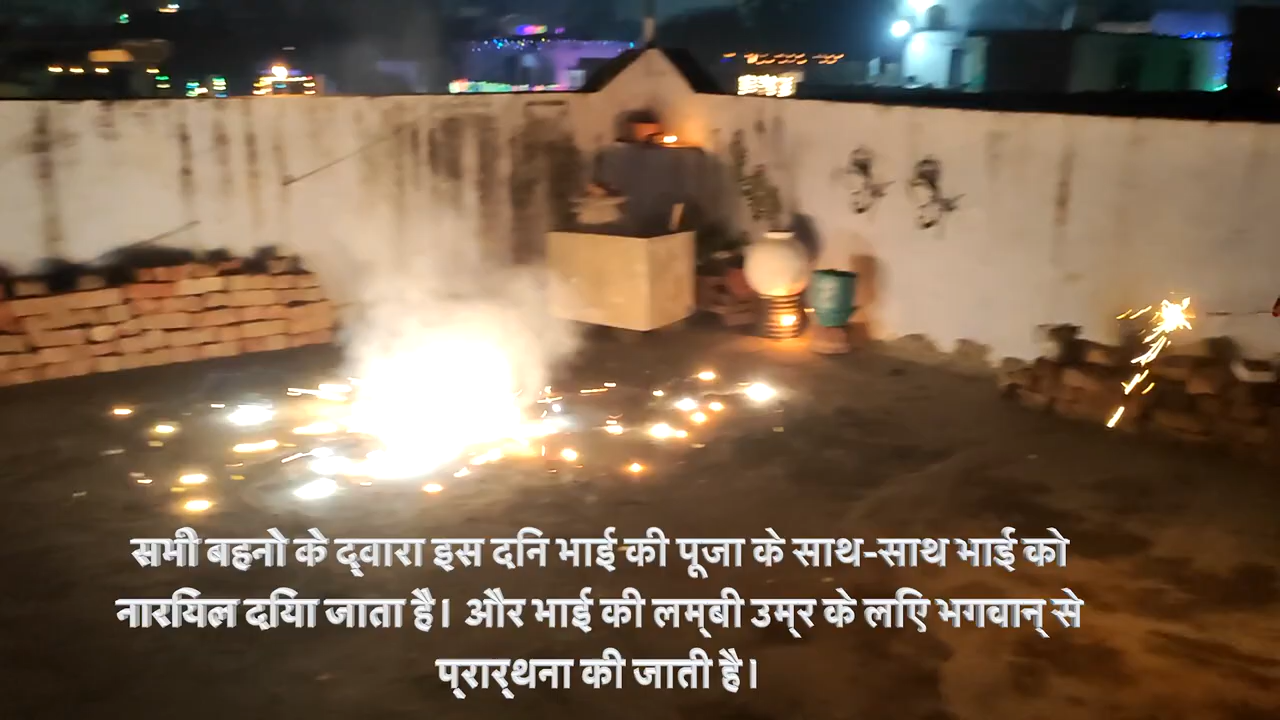 सभी बहनो के द्‌वारा इस दनि भाई की पूजा के साथ-साथ भाई को
नारयिल दयिा जाता है। और भाई की लम्‌बी उम्‌र के लएि भगवान् से
प्‌रार्‌थना की जाती है।